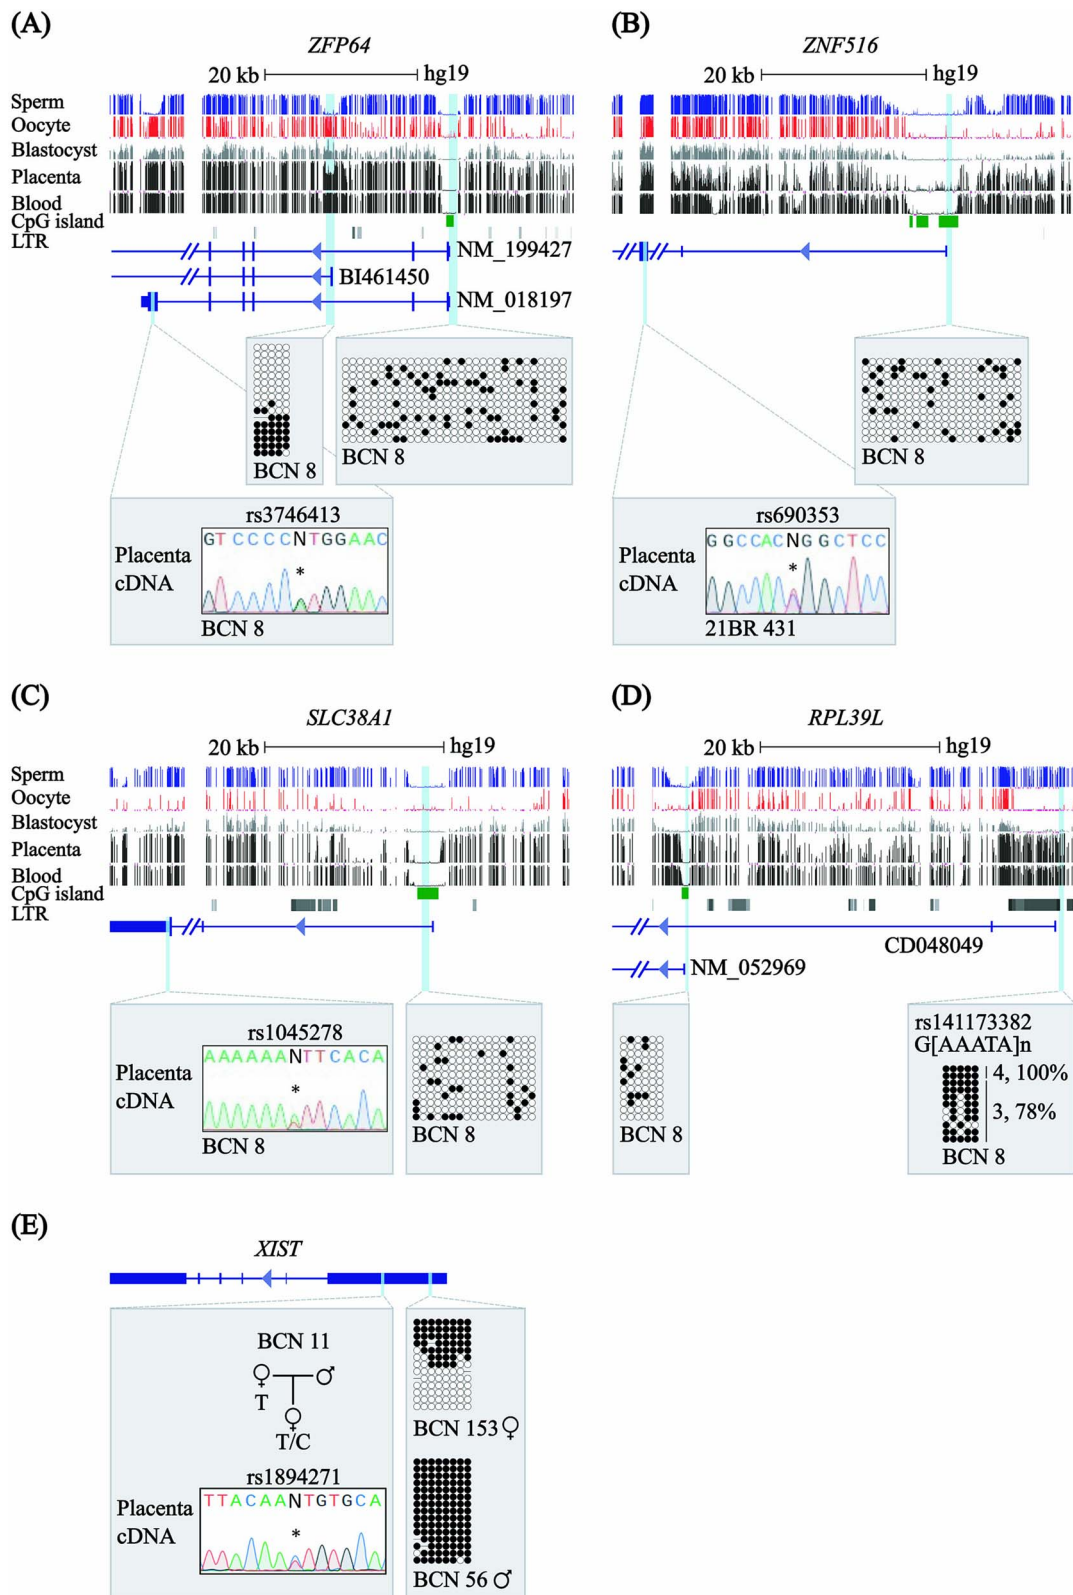 (A)
ZFP64
20 kb
hg19
Sperm
Oocyte
Blastocyst
Placenta
Blood
CpG island
LTR
NM_199427
BI461450
NM_018197
BCN 8
BCN 8
rs3746413
GTCCCCNTGGAAC
Placenta
cDNA
*
BCN 8
(B)
ZNF516
20 kb
hg19
BCN 8
rs690353
GGCCACNGGCTCC
Placenta
cDNA
*
21BR 431
(C)
SLC38A1
20 kb
hg19
Sperm
Oocyte
Blastocyst
Placenta
Blood
CpG island
LTR
rs1045278
AAAAAANTTCACA
Placenta
cDNA
*
BCN 8
BCN 8
(D)
RPL39L
20 kb
hg19
CD048049
NM_052969
BCN 8
rs141173382
G[AAATA]n
4, 100%
3, 78%
BCN 8
(E)
XIST
BCN 11
♀ ♂
T
♀
T/C
rs1894271
TTACAANTGTGCA
Placenta
cDNA
*
BCN 153 ♀
BCN 56 ♂